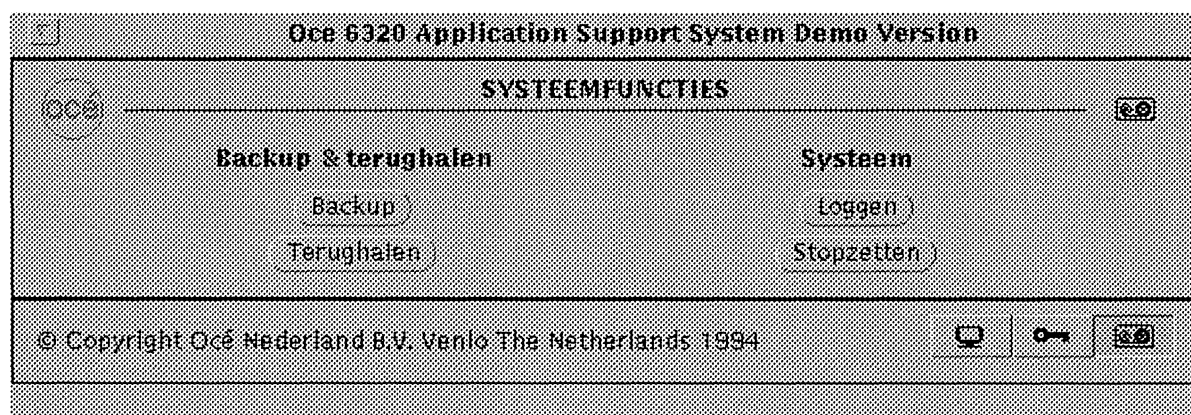 Oce 6320 Application Support System Demo Version
océ
SYSTEEMFUNCTIES
Backup & terughalen Systeem
Backup Loggen
Terughalen Stopzetten
© Copyright Océ Nederland B.V. Venlo The Netherlands 1994